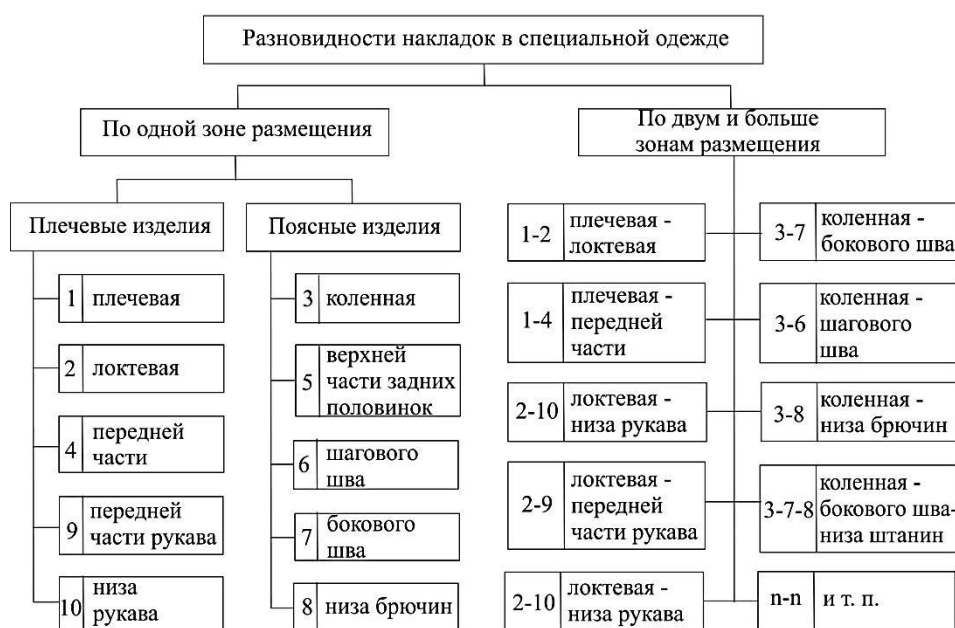 Разновидности накладок в специальной одежде
По одной зоне размещения
По двум и больше
зонам размещения
Плечевые изделия
1 плечевая
2 локтевая
4 передней
части
9 передней
части рукава
10 низа
рукава
Поясные изделия
3 коленная
5 верхней
части задних
половинок
6 шагового
шва
7 бокового
шва
8 низа брючин
1-2 плечевая -
локтевая
1-4 плечевая -
передней
части
2-10 локтевая -
низа рукава
2-9 локтевая -
передней
части рукава
2-10 локтевая -
низа рукава
3-7 коленная -
бокового шва
3-6 коленная -
шагового
шва
3-8 коленная -
низа брючин
3-7-8 коленная -
бокового шва-
низа штанин
n-n и т. п.